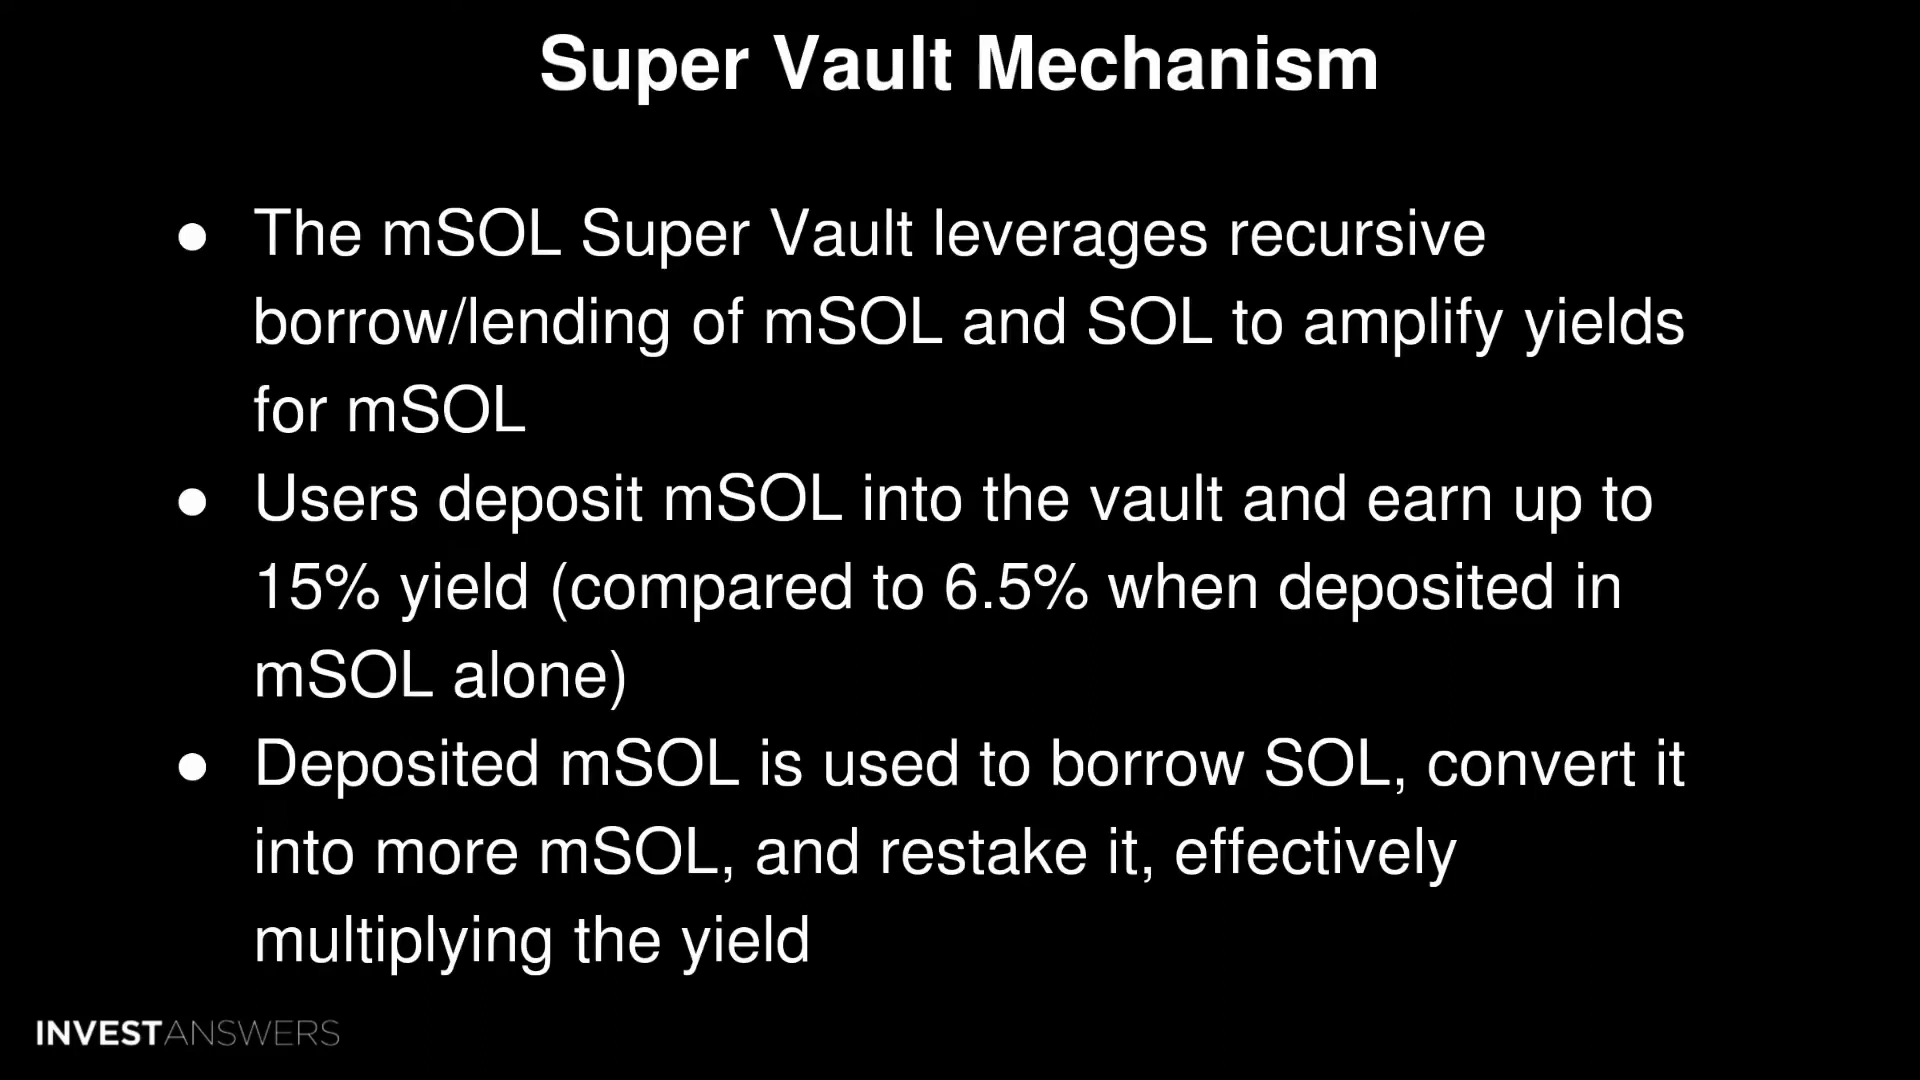 Super Vault Mechanism
● The mSOL Super Vault leverages recursive
borrow/lending of mSOL and SOL to amplify yields
for mSOL
● Users deposit mSOL into the vault and earn up to
15% yield (compared to 6.5% when deposited in
mSOL alone)
● Deposited mSOL is used to borrow SOL, convert it
into more mSOL, and restake it, effectively
multiplying the yield
INVESTANSWERS